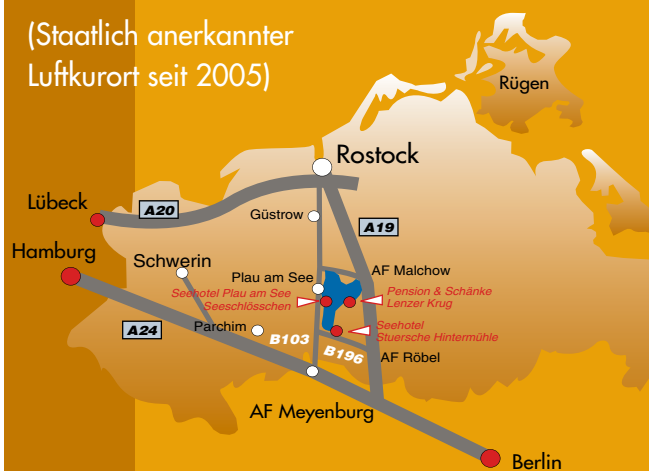 (Staatlich anerkannter
Luftkurort seit 2005)
Rügen
Rostock
Lübeck
A20
Güstrow
A19
Hamburg
Schwerin
Plau am See
AF Malchow
Seehotel Plau am See
Seeschlösschen
Pension & Schänke
Lenzer Krug
A24
Parchim
B103
B196
Seehotel
Stuersche Hintermühle
AF Röbel
AF Meyenburg
Berlin